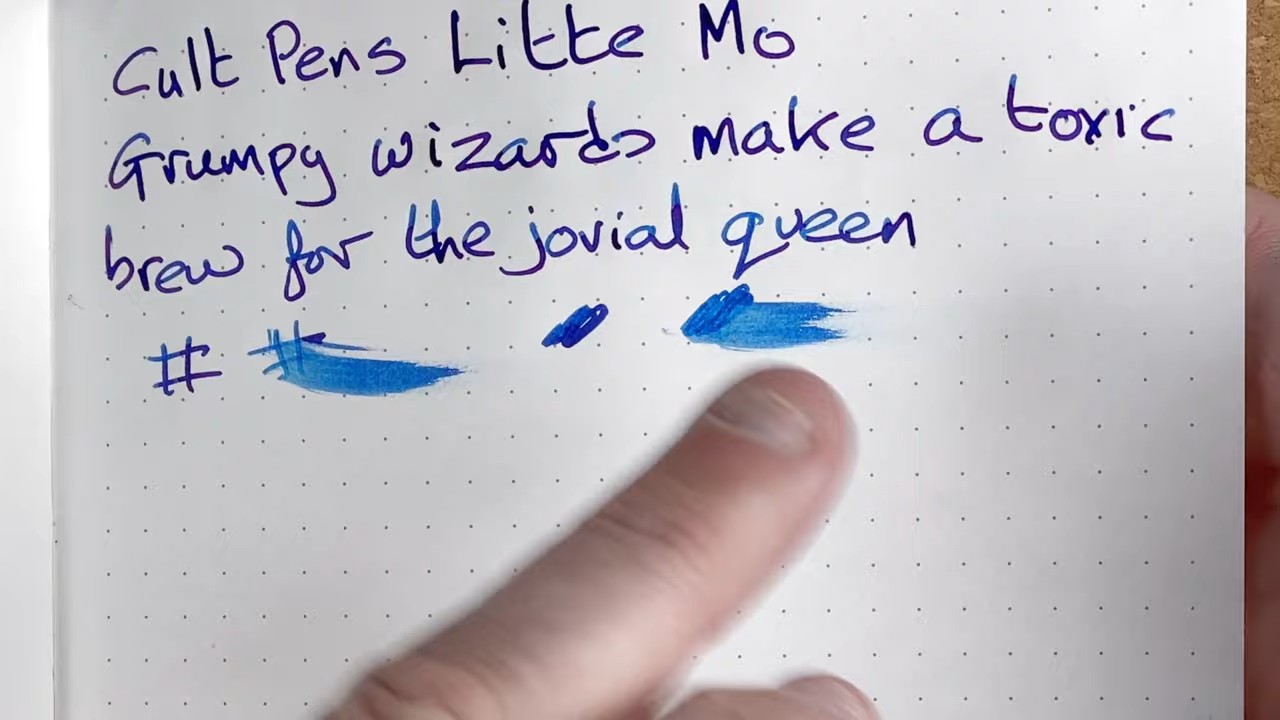 Cult Pens Litte Mo
Grumpy wizards make a toxic
brew for the jovial queen
# #